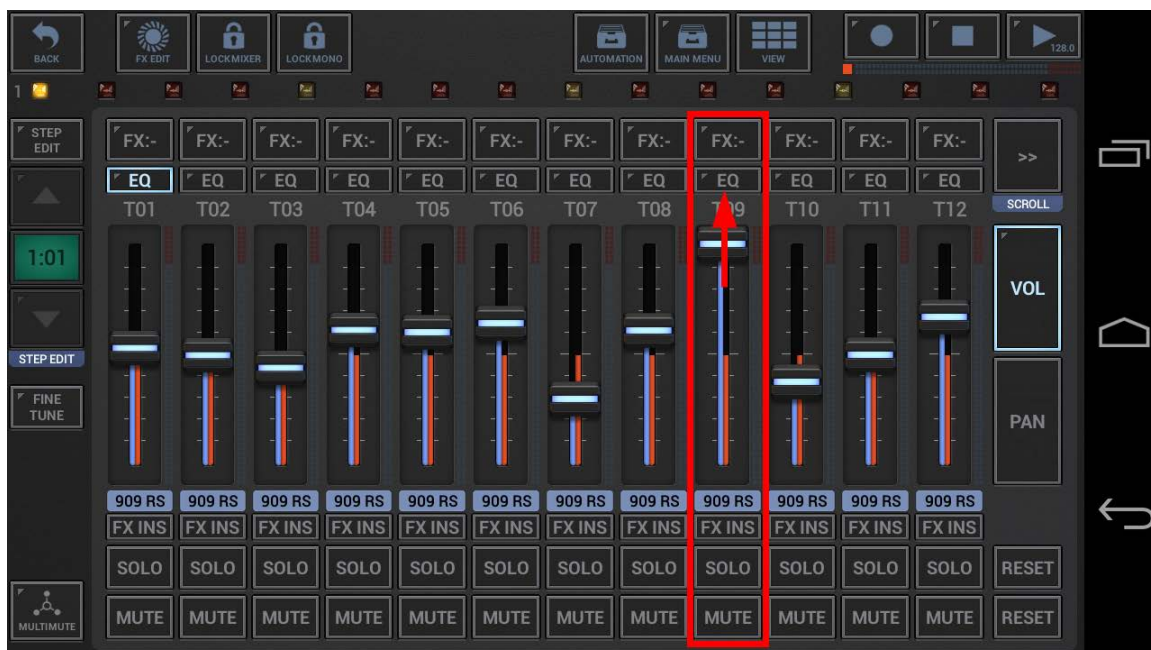 BACK
FX EDIT
LOCKMIXER
LOCKMONO
AUTOMATION
MAIN MENU
VIEW
128.0
1
STEP
EDIT
FX:- FX:- FX:- FX:- FX:- FX:- FX:- FX:- FX:- FX:- FX:- FX:- >>
EQ EQ EQ EQ EQ EQ EQ EQ EQ EQ EQ EQ
T01 T02 T03 T04 T05 T06 T07 T08 T09 T10 T11 T12 SCROLL
1:01
VOL
STEP EDIT
FINE
TUNE
PAN
909 RS 909 RS 909 RS 909 RS 909 RS 909 RS 909 RS 909 RS 909 RS 909 RS 909 RS 909 RS
FX INS FX INS FX INS FX INS FX INS FX INS FX INS FX INS FX INS FX INS FX INS FX INS
SOLO SOLO SOLO SOLO SOLO SOLO SOLO SOLO SOLO SOLO SOLO SOLO RESET
MULTIMUTE
MUTE MUTE MUTE MUTE MUTE MUTE MUTE MUTE MUTE MUTE MUTE MUTE RESET